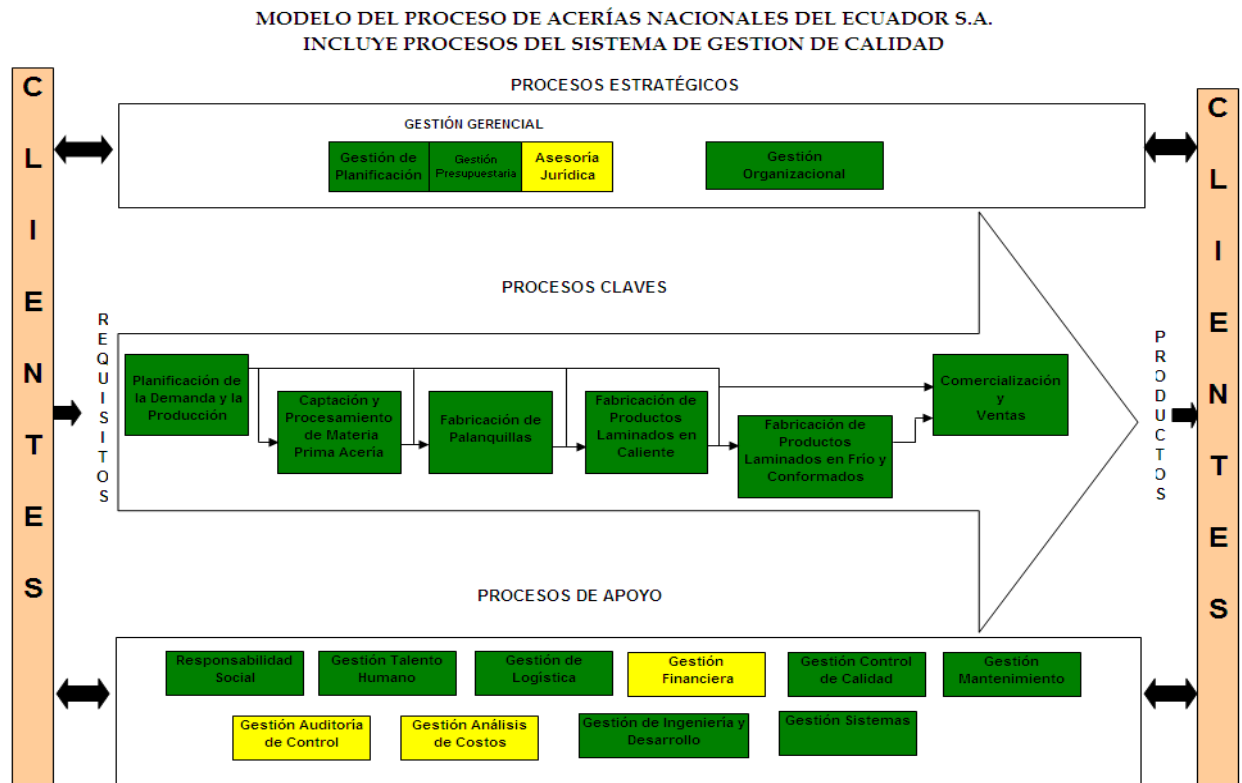 MODELO DEL PROCESO DE ACERÍAS NACIONALES DEL ECUADOR S.A.
INCLUYE PROCESOS DEL SISTEMA DE GESTION DE CALIDAD
CLIENTES
PROCESOS ESTRATÉGICOS
GESTIÓN GERENCIAL
Gestión de
Planificación
Gestión
Presupuestaria
Asesoría
Jurídica
Gestión
Organizacional
PROCESOS CLAVES
REQUISITOS
Planificación de
la Demanda y la
Producción
Captación y
Procesamiento
de Materia
Prima Acería
Fabricación de
Palanquillas
Fabricación de
Productos
Laminados en
Caliente
Fabricación de
Productos
Laminados en Frío y
Conformados
Comercialización
y
Ventas
PRODUCTOS
PROCESOS DE APOYO
Responsabilidad
Social
Gestión Talento
Humano
Gestión de
Logística
Gestión
Financiera
Gestión Control
de Calidad
Gestión
Mantenimiento
Gestión Auditoría
de Control
Gestión Análisis
de Costos
Gestión de Ingeniería y
Desarrollo
Gestión Sistemas
CLIENTES